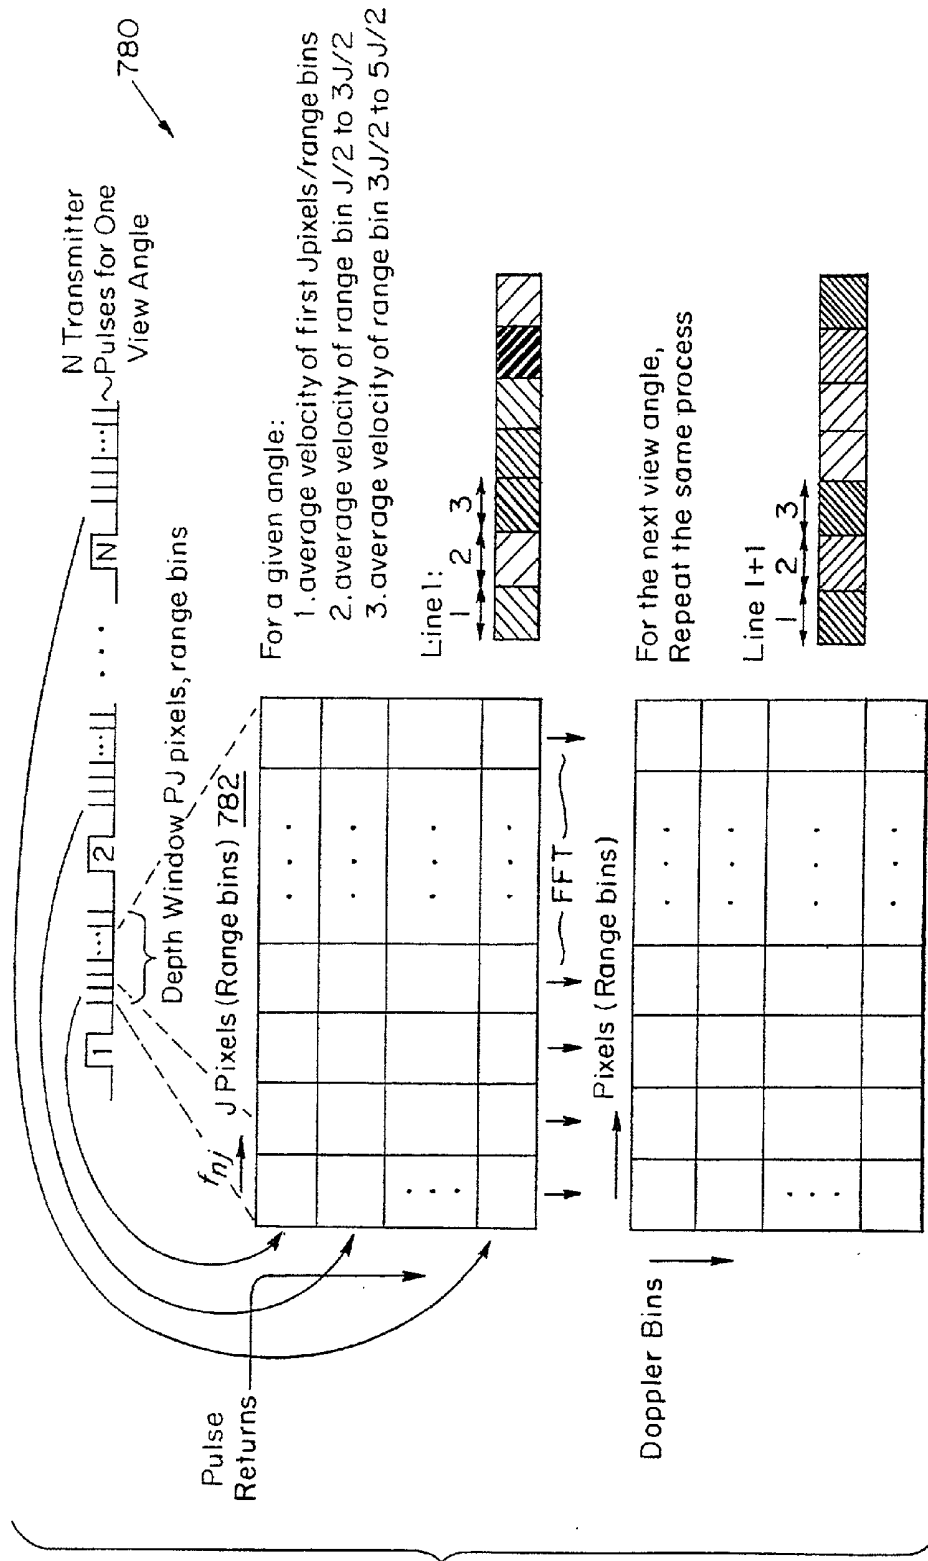 N Transmitter
Pulses for One
View Angle
780
1
...
2
...
. . .
N
...
Depth Window PJ pixels, range bins
f_nj
J Pixels (Range bins) 782
Pulse
Returns
FFT
Pixels (Range bins)
Doppler Bins
For a given angle:
1. average velocity of first J pixels/range bins
2. average velocity of range bin J/2 to 3J/2
3. average velocity of range bin 3J/2 to 5J/2
Line 1:
1 2 3
For the next view angle,
Repeat the same process
Line 1+1
1 2 3